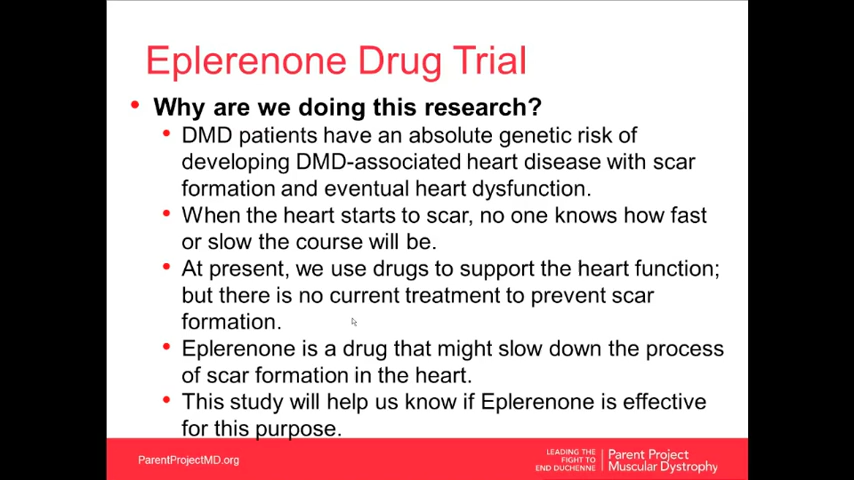 Eplerenone Drug Trial
• Why are we doing this research?
• DMD patients have an absolute genetic risk of
developing DMD-associated heart disease with scar
formation and eventual heart dysfunction.
• When the heart starts to scar, no one knows how fast
or slow the course will be.
• At present, we use drugs to support the heart function;
but there is no current treatment to prevent scar
formation.
• Eplerenone is a drug that might slow down the process
of scar formation in the heart.
• This study will help us know if Eplerenone is effective
for this purpose.
ParentProjectMD.org
LEADING THE
FIGHT TO
END DUCHENNE
Parent Project
Muscular Dystrophy